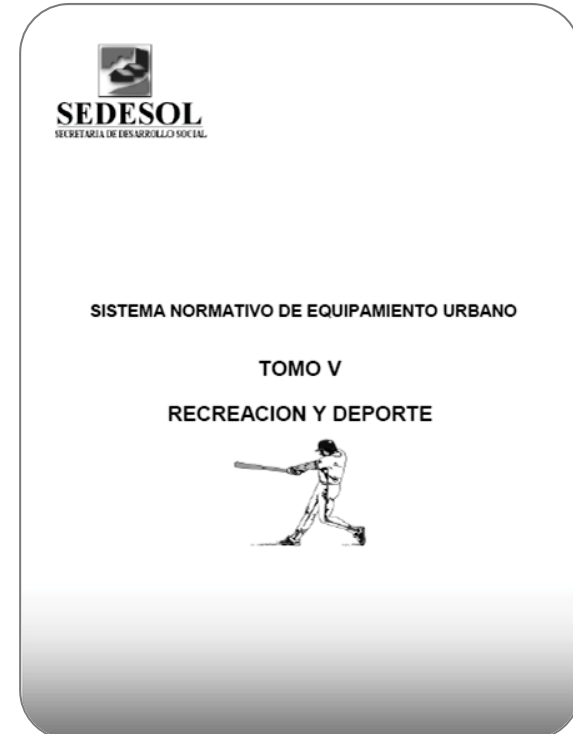 SEDESOL
SECRETARIA DE DESARROLLO SOCIAL
SISTEMA NORMATIVO DE EQUIPAMIENTO URBANO
TOMO V
RECREACION Y DEPORTE